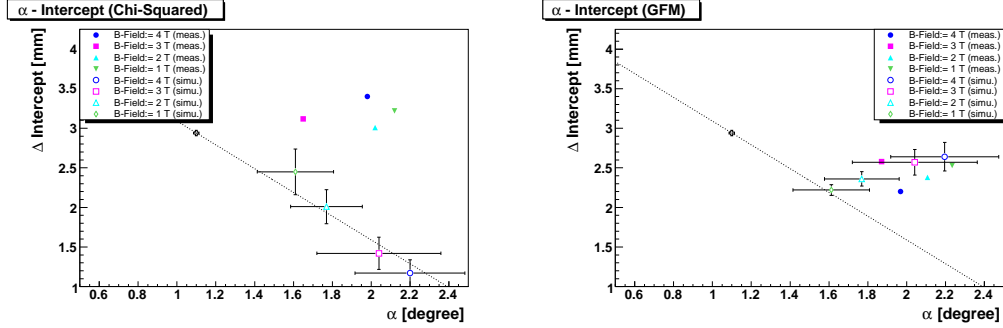 α - Intercept (Chi-Squared)
Δ Intercept [mm]
4
3.5
3
2.5
2
1.5
1
B-Field:= 4 T (meas.)
B-Field:= 3 T (meas.)
B-Field:= 2 T (meas.)
B-Field:= 1 T (meas.)
B-Field:= 4 T (simu.)
B-Field:= 3 T (simu.)
B-Field:= 2 T (simu.)
B-Field:= 1 T (simu.)
0.6 0.8 1 1.2 1.4 1.6 1.8 2 2.2 2.4
α [degree]
α - Intercept (GFM)
Δ Intercept [mm]
4
3.5
3
2.5
2
1.5
1
B-Field:= 4 T (meas.)
B-Field:= 3 T (meas.)
B-Field:= 2 T (meas.)
B-Field:= 1 T (meas.)
B-Field:= 4 T (simu.)
B-Field:= 3 T (simu.)
B-Field:= 2 T (simu.)
B-Field:= 1 T (simu.)
0.6 0.8 1 1.2 1.4 1.6 1.8 2 2.2 2.4
α [degree]